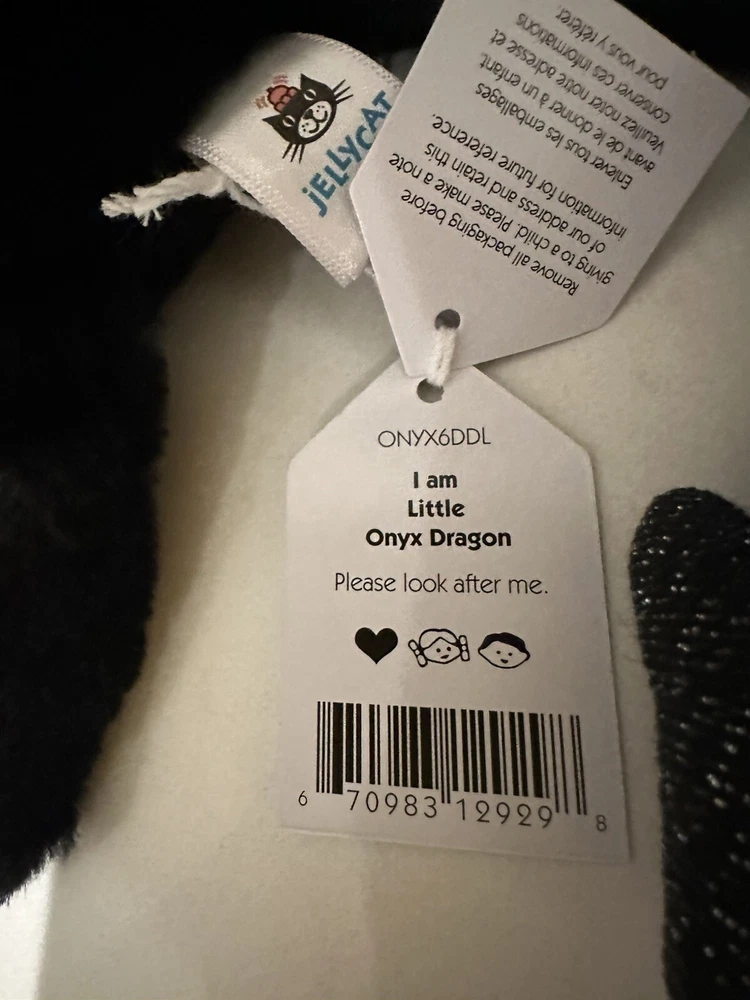 JELLYCAT
Remove all packaging before
giving to a child. Please make a note
of our address and retain this
information for future reference.
Enlever tous les emballages
avant de le donner à un enfant
Veuillez noter notre adresse et
conserver ces informations
pour vous y référer.
ONYX6DDL
I am
Little
Onyx Dragon
Please look after me.
6 70983 12929 8